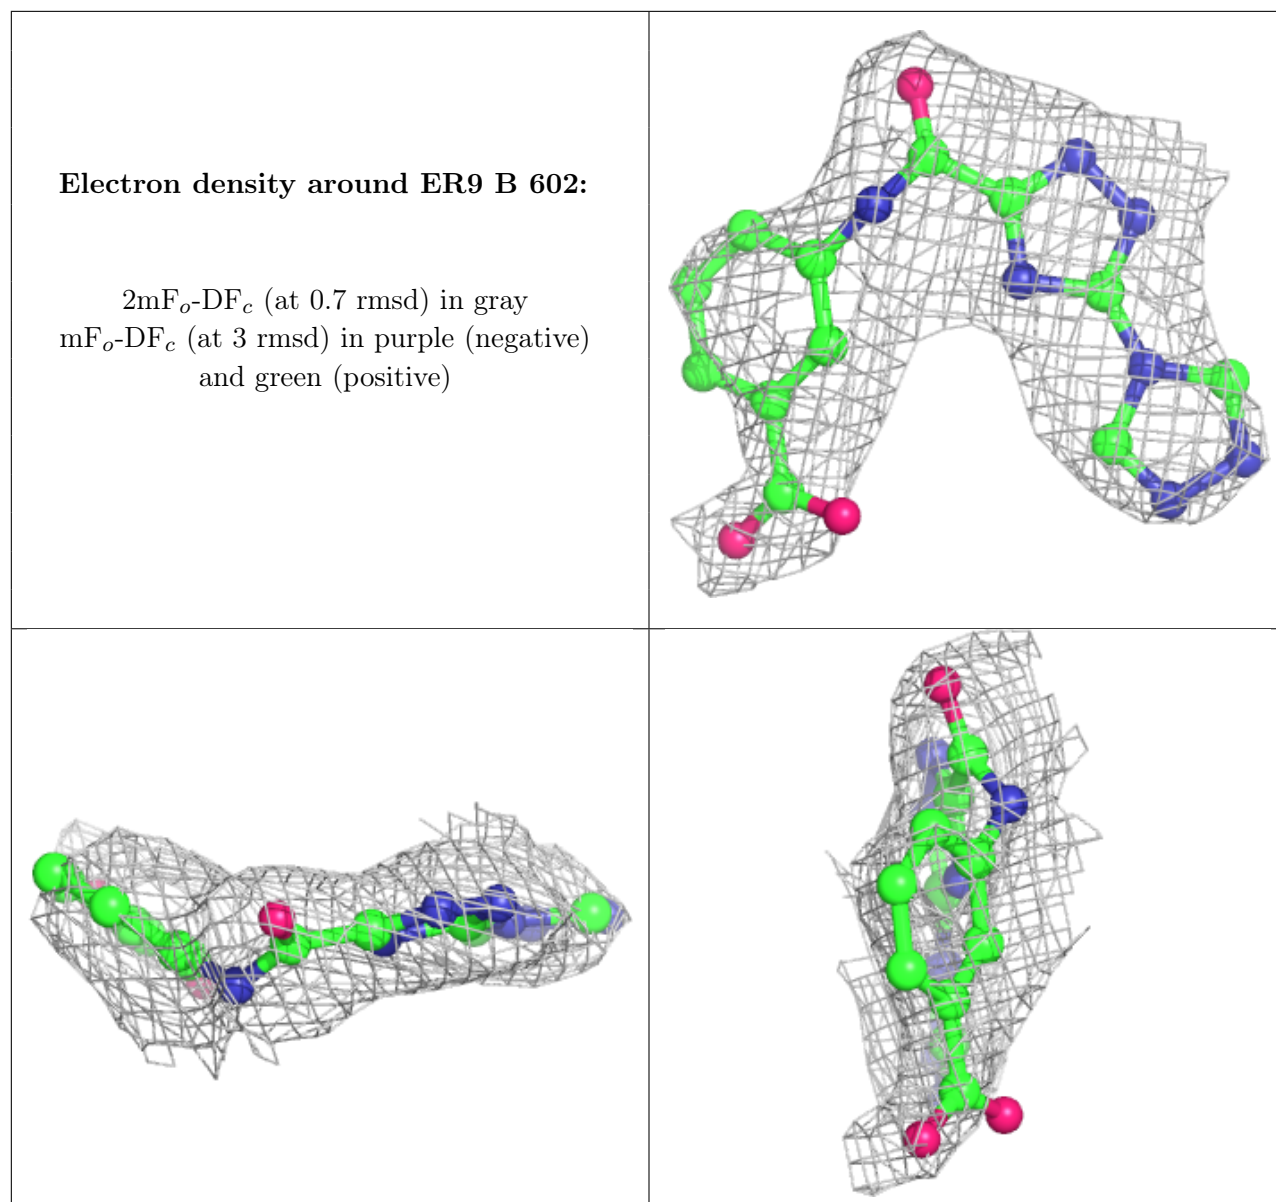 Electron density around ER9 B 602:
2mFo-DFc (at 0.7 rmsd) in gray
mFo-DFc (at 3 rmsd) in purple (negative)
and green (positive)